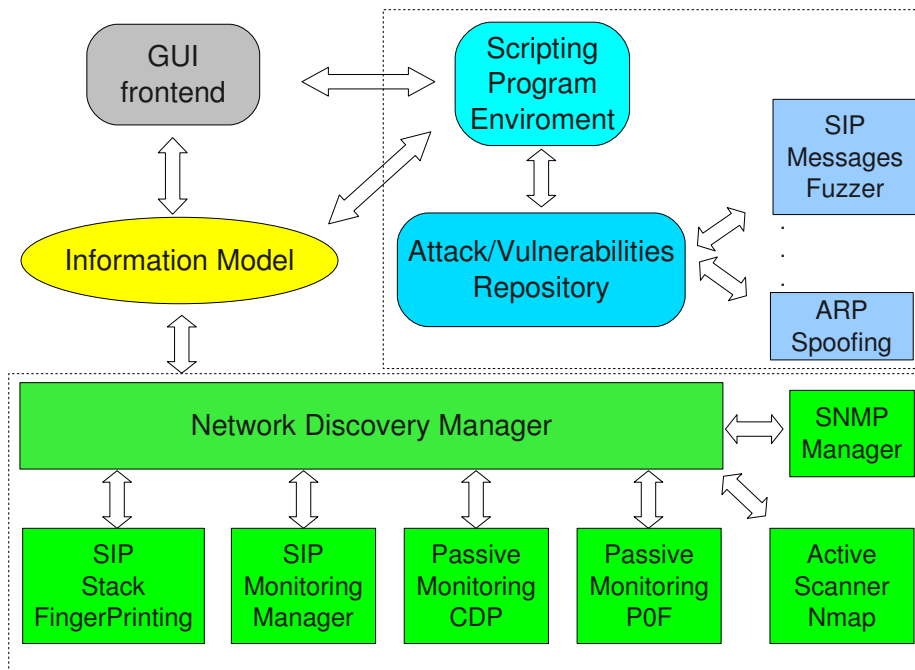 GUI
frontend
Scripting
Program
Enviroment
SIP
Messages
Fuzzer
.
.
.
Information Model
Attack/Vulnerabilities
Repository
ARP
Spoofing
Network Discovery Manager
SNMP
Manager
SIP
Stack
FingerPrinting
SIP
Monitoring
Manager
Passive
Monitoring
CDP
Passive
Monitoring
P0F
Active
Scanner
Nmap